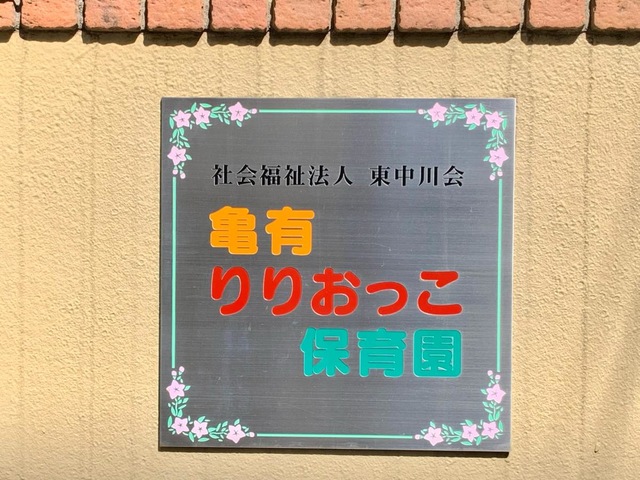 社会福祉法人 東中川会
亀有
りりおっこ
保育園